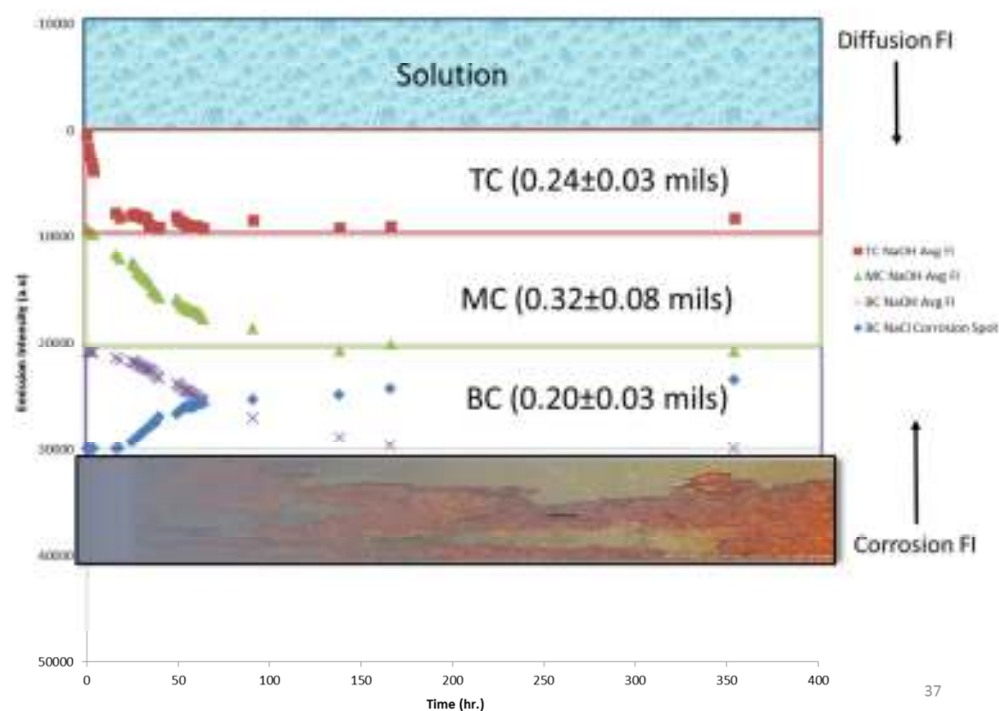 -10000
0
10000
20000
30000
40000
50000
Emission Intensity (a.u)
0 50 100 150 200 250 300 350 400
Time (hr.)
Solution
TC (0.24±0.03 mils)
MC (0.32±0.08 mils)
BC (0.20±0.03 mils)
Diffusion FI
TC NaOH Avg FI
MC NaOH Avg FI
BC NaOH Avg FI
BC NaCl Corrosion Spot
Corrosion FI
37